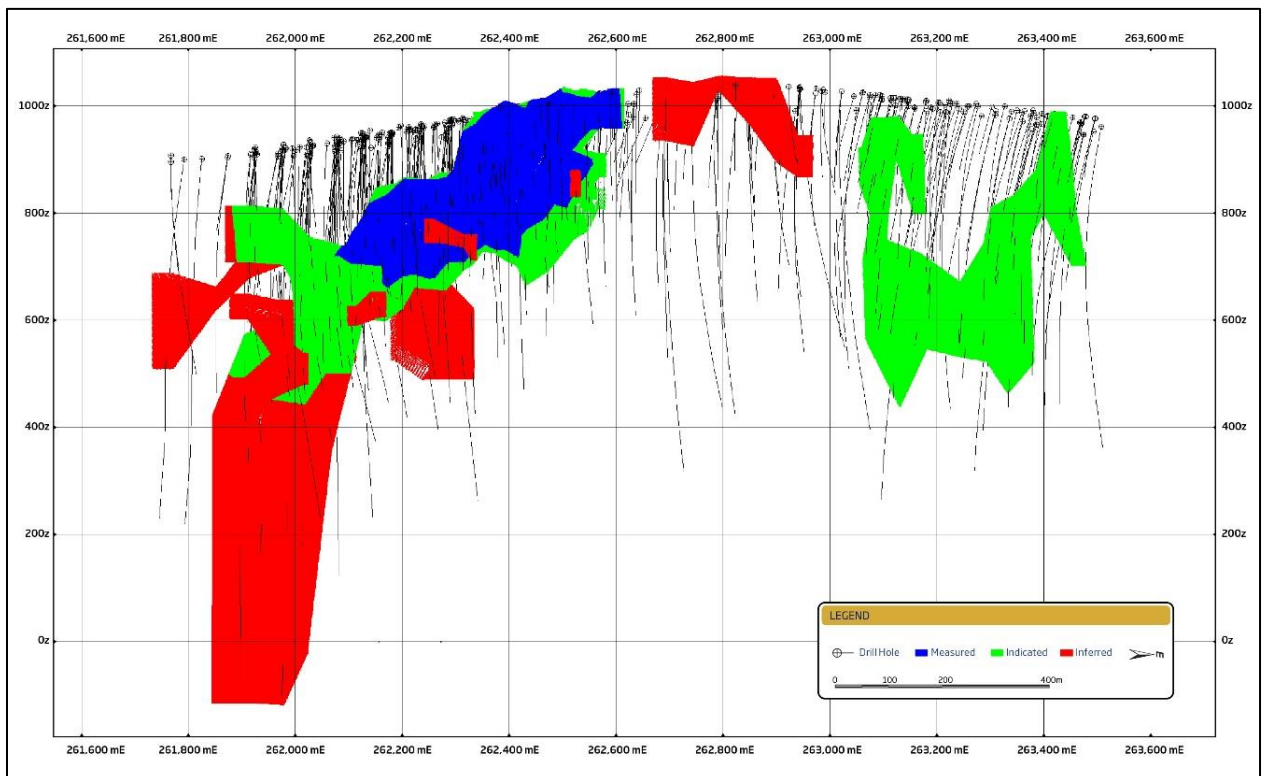 261,600 mE 261,800 mE 262,000 mE 262,200 mE 262,400 mE 262,600 mE 262,800 mE 263,000 mE 263,200 mE 263,400 mE 263,600 mE
1000z 1000z
800z 800z
600z 600z
400z 400z
200z 200z
LEGEND
0z 0z
Drill Hole Measured Indicated Inferred
0 100 200 400m
261,600 mE 261,800 mE 262,000 mE 262,200 mE 262,400 mE 262,600 mE 262,800 mE 263,000 mE 263,200 mE 263,400 mE 263,600 mE